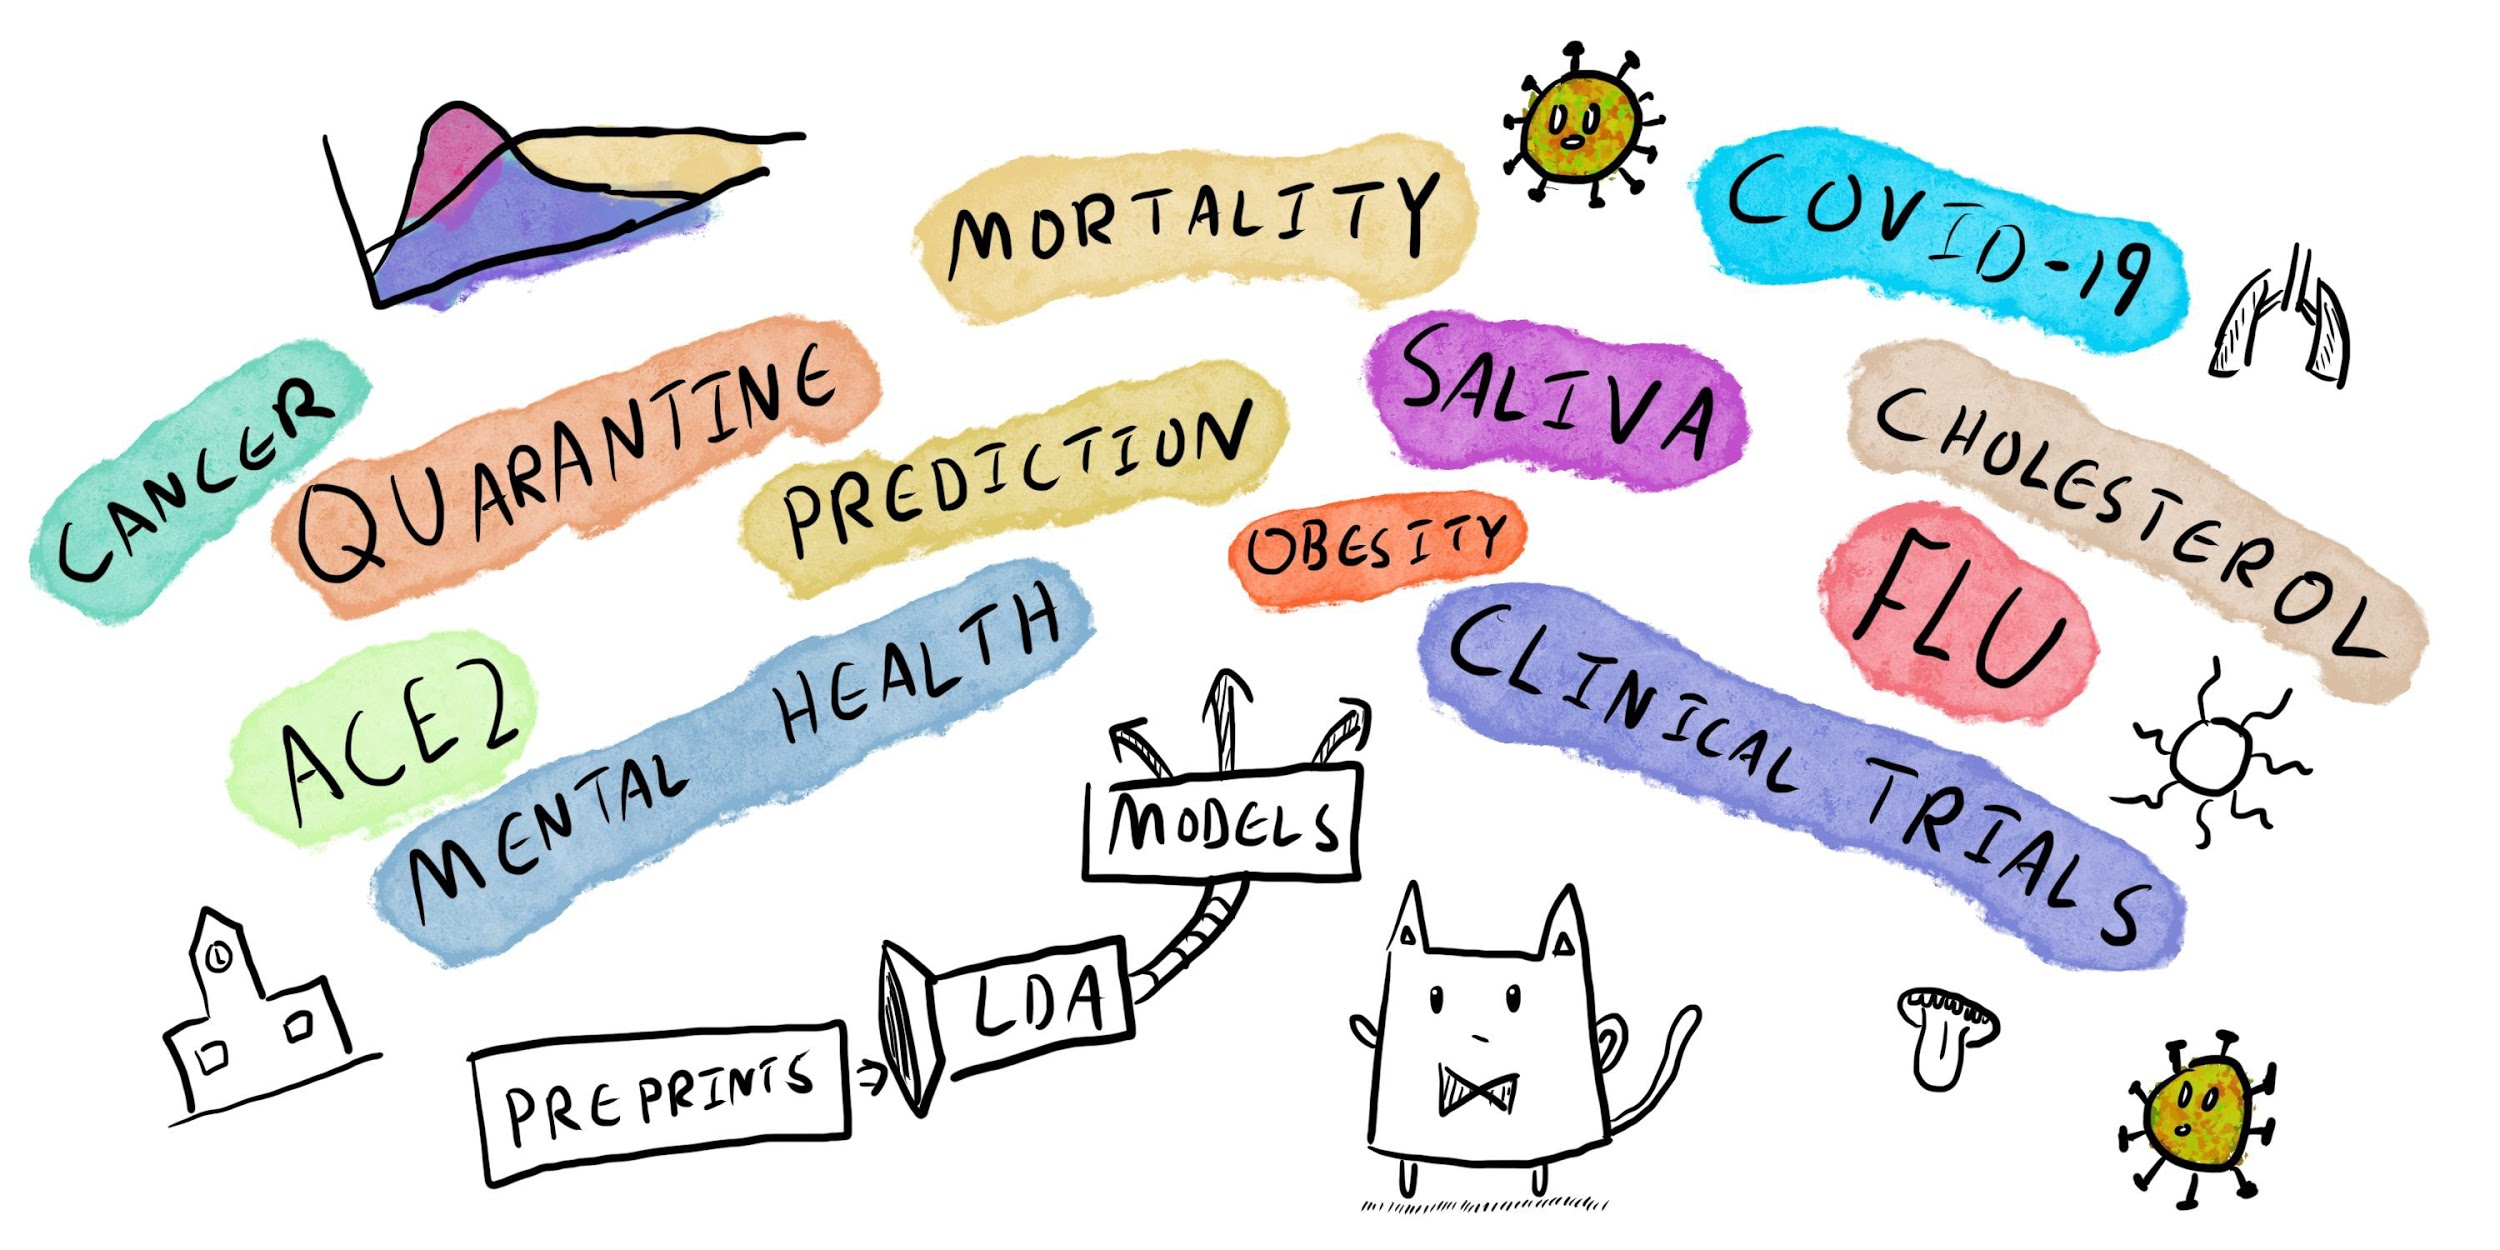 MORTALITY
COVID-19
CANCER
QUARANTINE
PREDICTION
SALIVA
CHOLESTEROL
OBESITY
FLU
ACE2
MENTAL HEALTH
CLINICAL TRIALS
MODELS
LDA
PREPRINTS